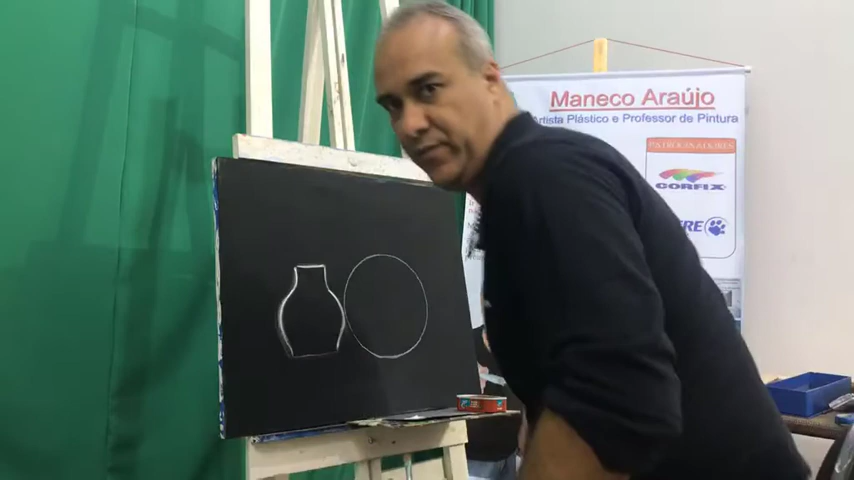 Maneco Araújo
Artista Plástico e Professor de Pintura
PATROCINADORES
CORFIX